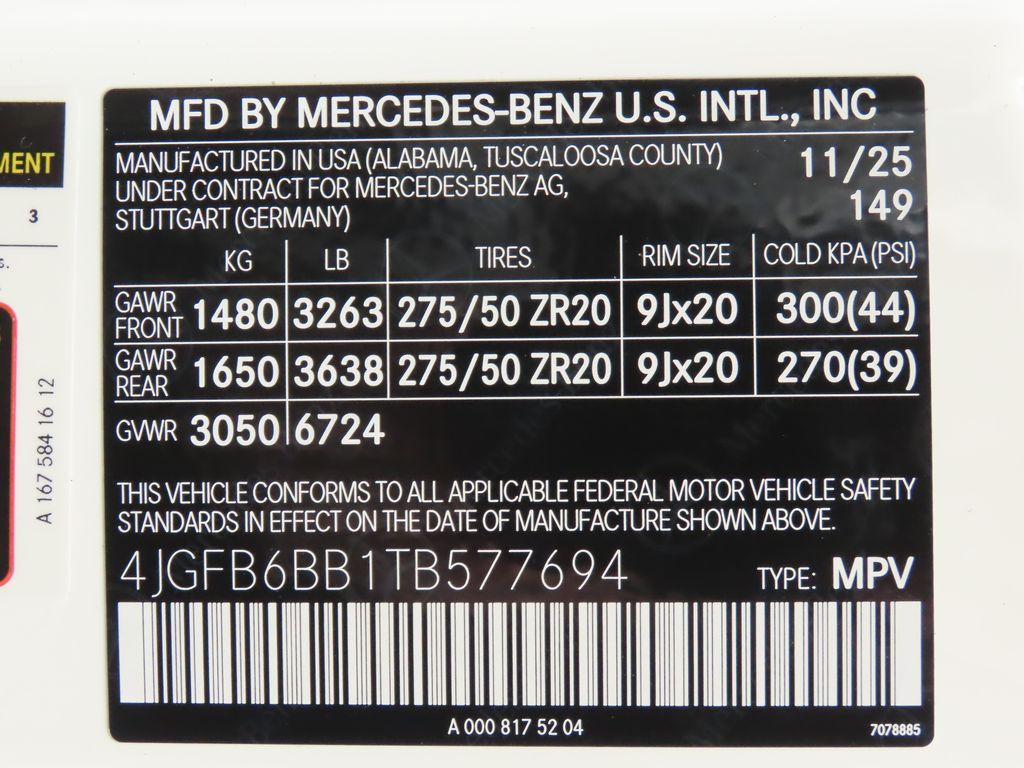 MFD BY MERCEDES-BENZ U.S. INTL., INC
MANUFACTURED IN USA (ALABAMA, TUSCALOOSA COUNTY) 11/25
UNDER CONTRACT FOR MERCEDES-BENZ AG,
STUTTGART (GERMANY) 149
KG LB TIRES RIM SIZE COLD KPA (PSI)
GAWR FRONT 1480 3263 275/50 ZR20 9Jx20 300(44)
GAWR REAR 1650 3638 275/50 ZR20 9Jx20 270(39)
GVWR 3050 6724
THIS VEHICLE CONFORMS TO ALL APPLICABLE FEDERAL MOTOR VEHICLE SAFETY
STANDARDS IN EFFECT ON THE DATE OF MANUFACTURE SHOWN ABOVE.
4JGFB6BB1TB577694 TYPE: MPV
A 000 817 52 04 7078885
3
A 167 584 16 12